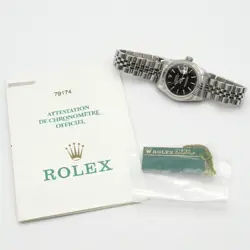 79174
ATTESTATION
DE CHRONOMÈTRE
OFFICIEL
ROLEX